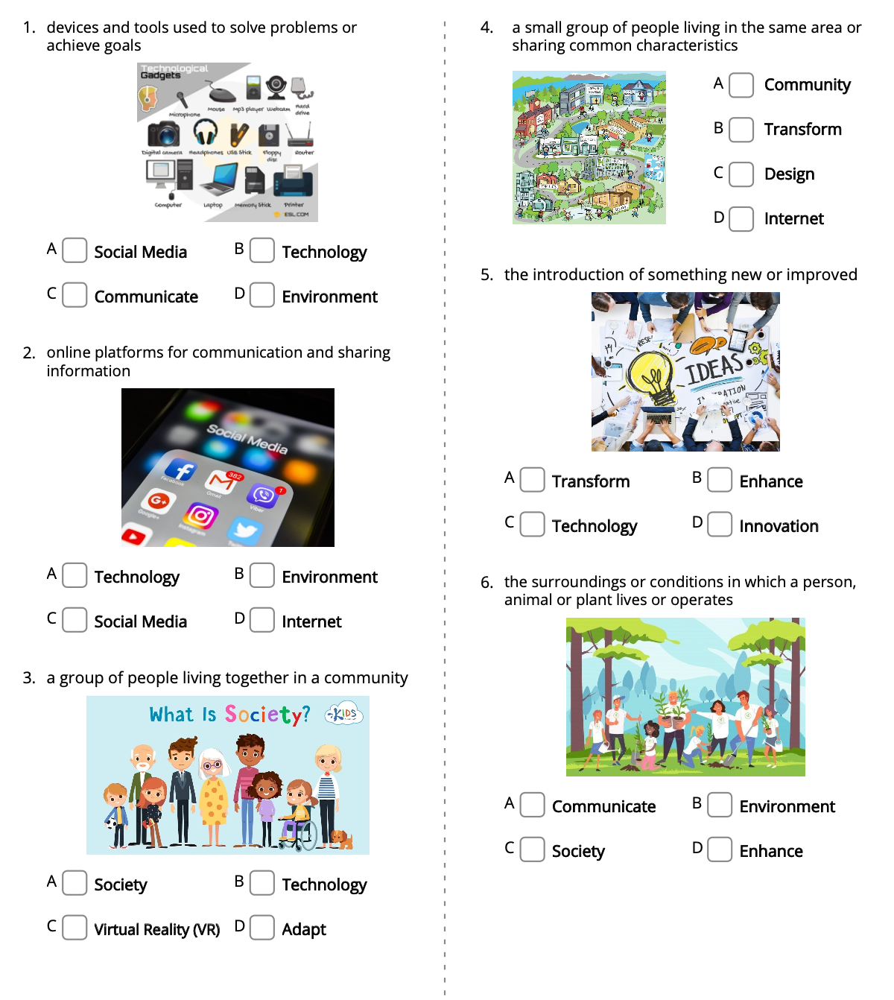 1. devices and tools used to solve problems or
achieve goals
Technological
Gadgets
Microphone
Mouse
Mp3 player
Webcam
Hard
drive
Digital camera
Headphones
USB Stick
Floppy
disc
Router
Computer
Laptop
Memory Stick
Printer
ESL.COM
A Social Media
B Technology
C Communicate
D Environment
2. online platforms for communication and sharing
information
Social Media
Facebook
382
Gmail
1
Viber
G+
Google+
Instagram
A Technology
B Environment
C Social Media
D Internet
3. a group of people living together in a community
What Is Society?
KIDS
A Society
B Technology
C Virtual Reality (VR)
D Adapt
4. a small group of people living in the same area or
sharing common characteristics
A Community
B Transform
C Design
D Internet
5. the introduction of something new or improved
IDEAS
A Transform
B Enhance
C Technology
D Innovation
6. the surroundings or conditions in which a person,
animal or plant lives or operates
A Communicate
B Environment
C Society
D Enhance